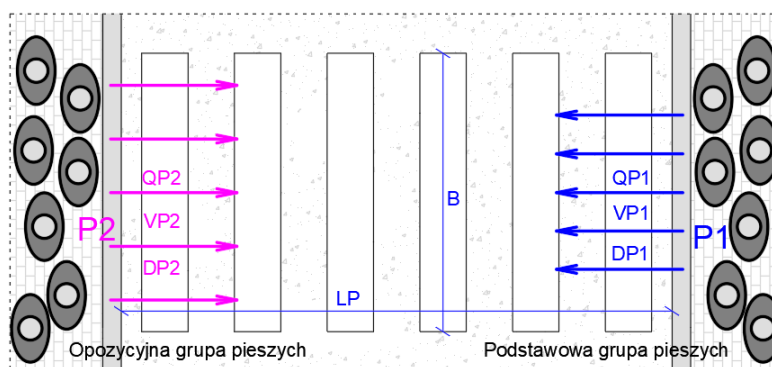 QP2
VP2
P2
DP2
B
QP1
VP1
P1
DP1
LP
Opozycyjna grupa pieszych
Podstawowa grupa pieszych